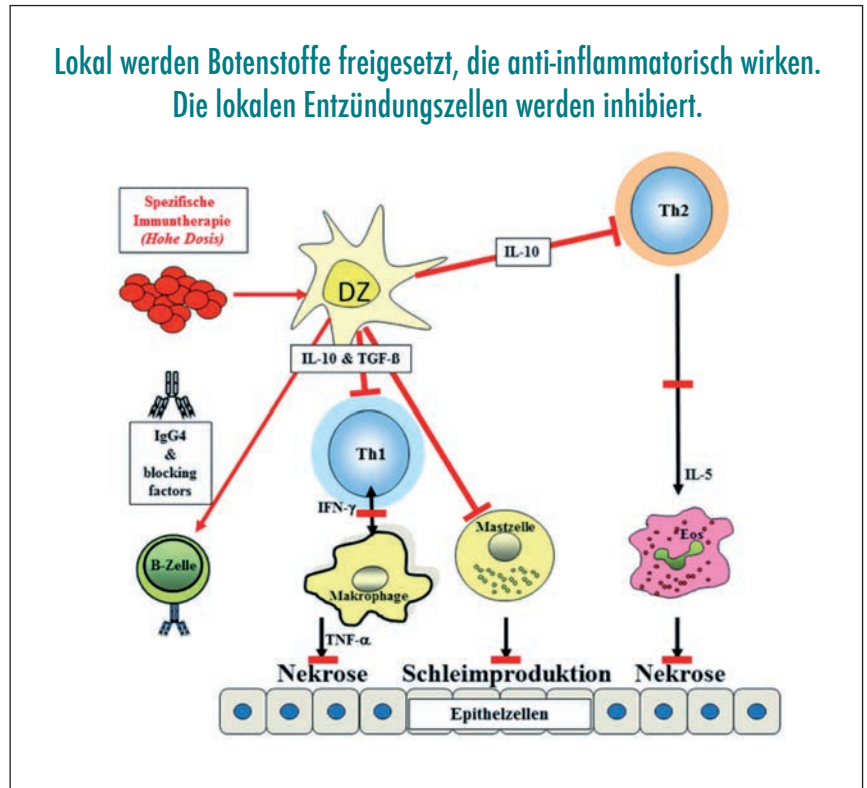 Lokal werden Botenstoffe freigesetzt, die anti-inflammatorisch wirken.
Die lokalen Entzündungszellen werden inhibiert.
Spezifische
Immuntherapie
(Hohe Dosis)
DZ
IL-10
Th2
IL-10 & TGF-ß
IgG4
&
blocking
factors
Th1
IFN-γ
IL-5
B-Zelle
Makrophage
Mastzelle
Eos
TNF-α
Nekrose
Schleimproduktion
Nekrose
Epithelzellen